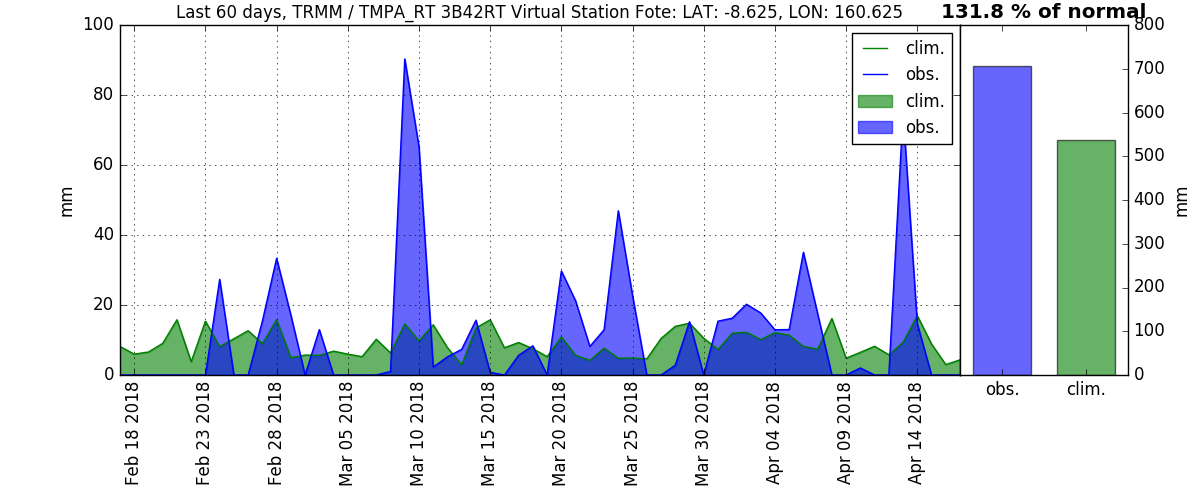 Last 60 days, TRMM / TMPA_RT 3B42RT Virtual Station Fote: LAT: -8.625, LON: 160.625
131.8 % of normal
100
80
60
40
20
0
mm
clim.
obs.
clim.
obs.
800
700
600
500
400
300
200
100
0
mm
Feb 18 2018
Feb 23 2018
Feb 28 2018
Mar 05 2018
Mar 10 2018
Mar 15 2018
Mar 20 2018
Mar 25 2018
Mar 30 2018
Apr 04 2018
Apr 09 2018
Apr 14 2018
obs.
clim.